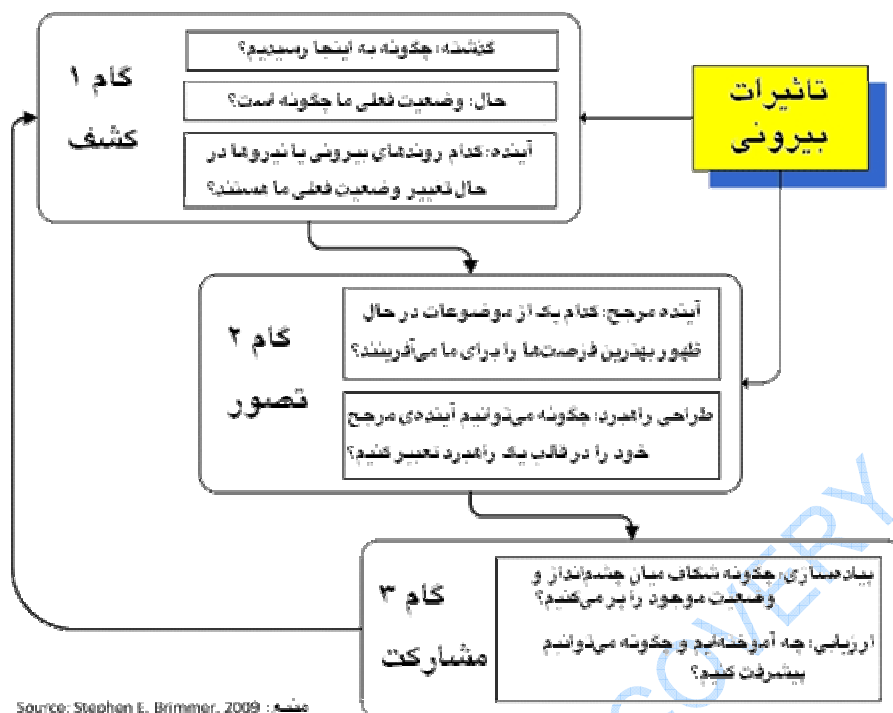 گذشته: چگونه به اینجا رسیدیم؟
گام ۱
کشف
حال: وضعیت فعلی ما چگونه است؟
آینده: کدام روندهای بیرونی یا نیروها در
حال تغییر وضعیت فعلی ما هستند؟
تاثیرات
بیرونی
گام ۲
تصور
آینده مرجح: کدام یک از موضوعات در حال
ظهور بهترین فرصت‌ها را برای ما می‌آفرینند؟
طراحی راهبرد: چگونه می‌توانیم آینده‌ی مرجح
خود را در قالب یک راهبرد تعبیر کنیم؟
گام ۳
مشارکت
پیاده‌سازی: چگونه شکاف میان چشم‌انداز و
وضعیت موجود را پر می‌کنیم؟
ارزیابی: چه آموخته‌ایم و چگونه می‌توانیم
پیشرفت کنیم؟
Source: Stephen E. Brimmer, 2009 منبع:
COVERY